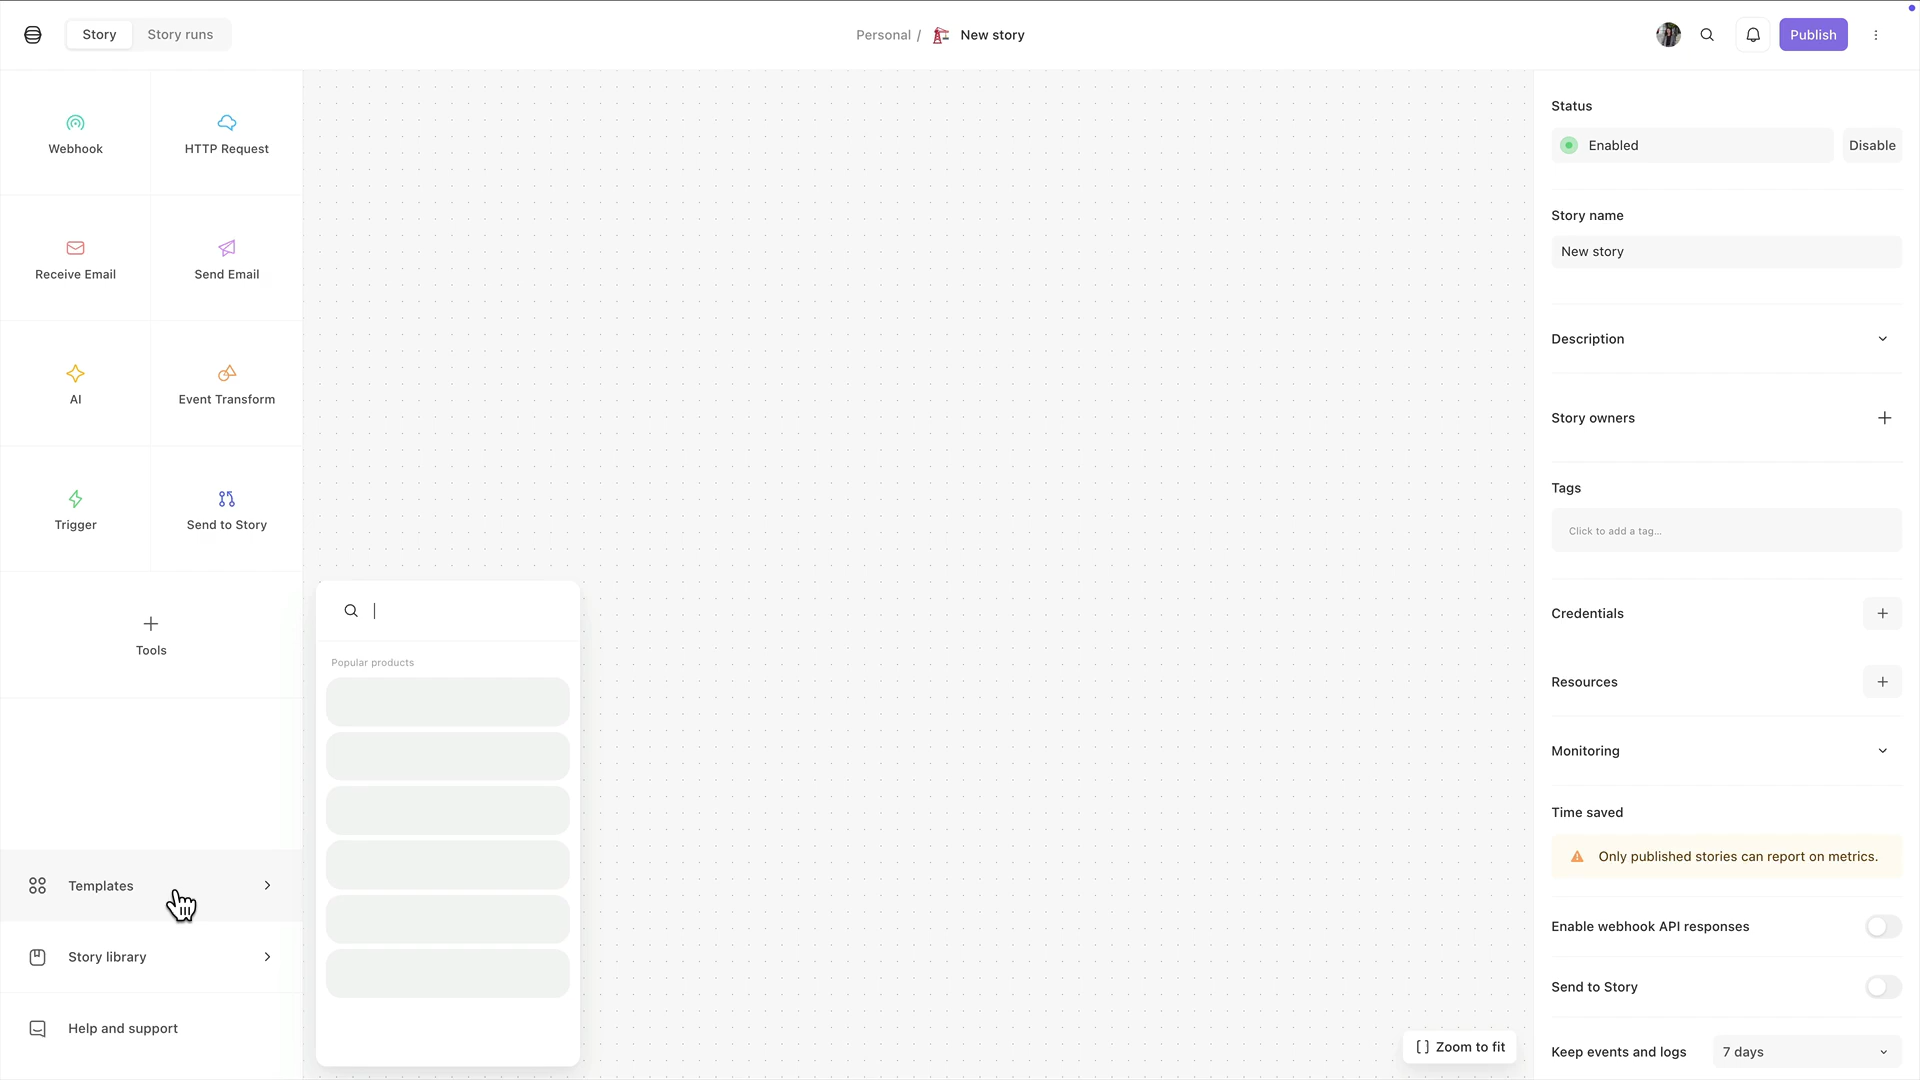 Story
Story runs
Personal / New story
Publish
Webhook
HTTP Request
Receive Email
Send Email
AI
Event Transform
Trigger
Send to Story
Tools
Templates
Story library
Help and support
Popular products
Zoom to fit
Status
Enabled
Disable
Story name
New story
Description
Story owners
Tags
Click to add a tag...
Credentials
Resources
Monitoring
Time saved
Only published stories can report on metrics.
Enable webhook API responses
Send to Story
Keep events and logs
7 days